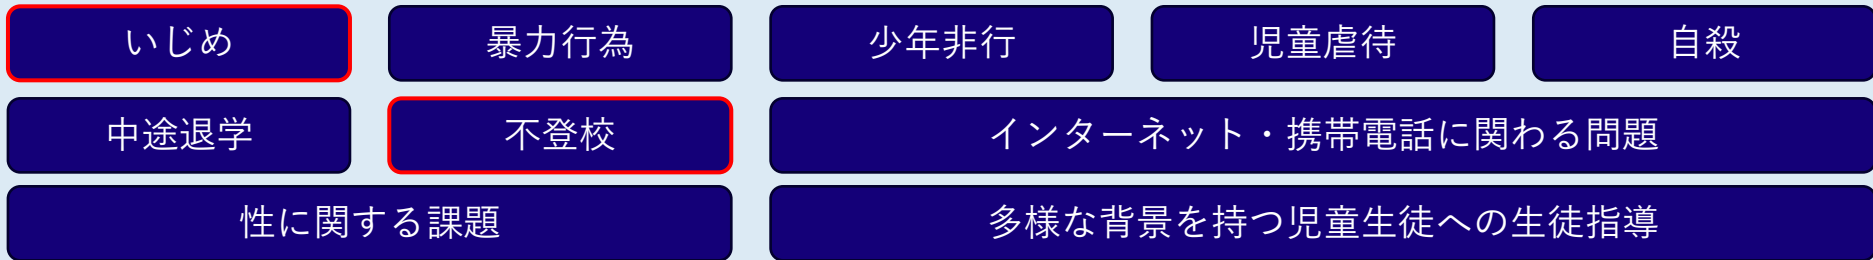 いじめ
暴力行為
少年非行
児童虐待
自殺
中途退学
不登校
インターネット・携帯電話に関わる問題
性に関する課題
多様な背景を持つ児童生徒への生徒指導